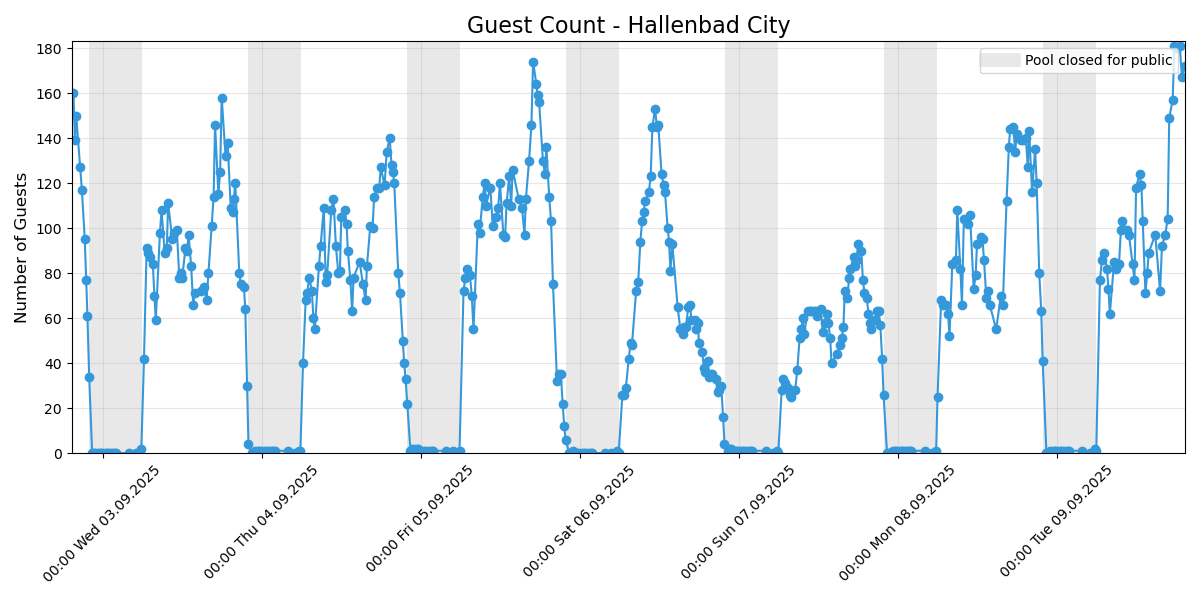 Guest Count - Hallenbad City
Pool closed for public
Number of Guests
180
160
140
120
100
80
60
40
20
0
00:00 Wed 03.09.2025
00:00 Thu 04.09.2025
00:00 Fri 05.09.2025
00:00 Sat 06.09.2025
00:00 Sun 07.09.2025
00:00 Mon 08.09.2025
00:00 Tue 09.09.2025